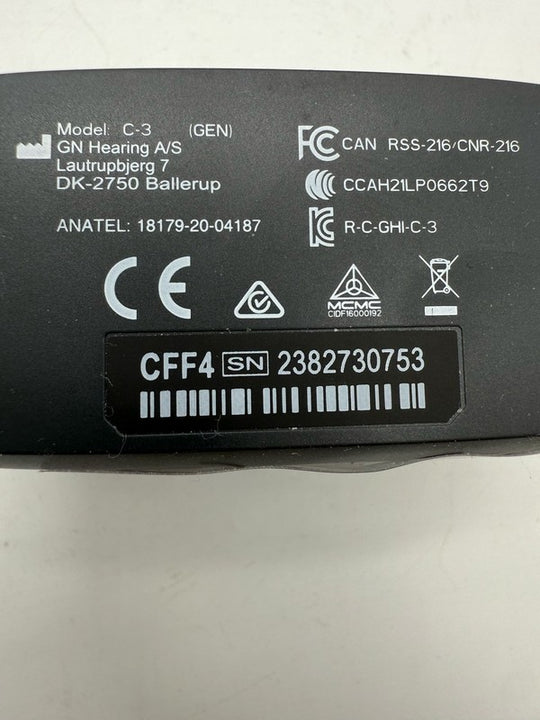 Model: C-3 (GEN)
GN Hearing A/S
Lautrupbjerg 7
DK-2750 Ballerup
ANATEL: 18179-20-04187
FC CAN RSS-216/CNR-216
CCAH21LP0662T9
R-C-GHI-C-3
CE
MCMC
CIDF16000192
CFF4 SN 2382730753